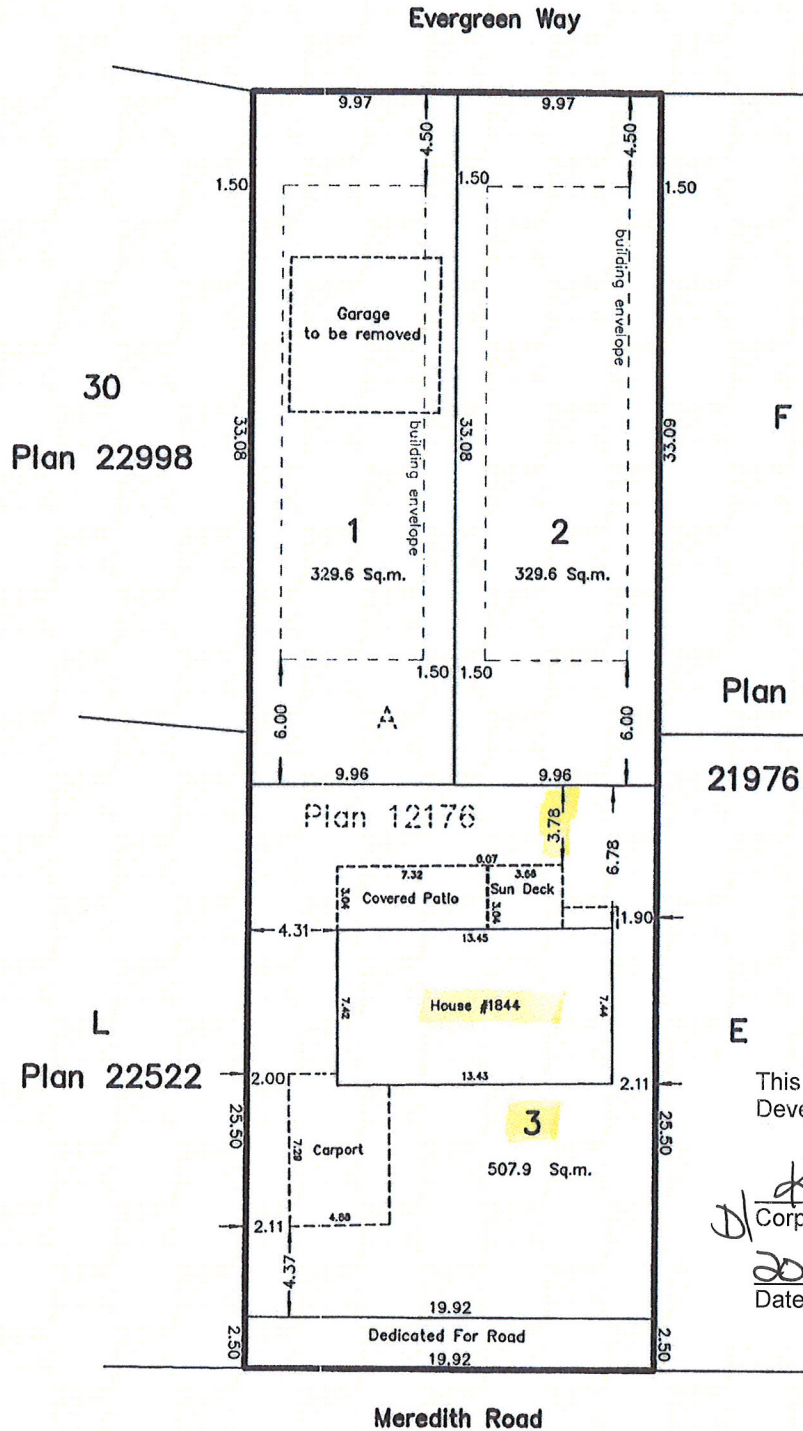 Evergreen Way
9.97
9.97
4.50
4.50
1.50
1.50
1.50
building envelope
Garage
to be removed
30
F
Plan 22998
33.08
33.08
33.09
building envelope
1
2
329.6 Sq.m.
329.6 Sq.m.
1.50
1.50
Plan
6.00
A
6.00
9.96
9.96
21976
Plan 12176
3.78
6.78
6.07
7.32
3.66
Covered Patio
Sun Deck
3.04
3.04
1.90
4.31
13.45
House #1844
7.42
7.44
L
E
Plan 22522
2.00
13.43
2.11
This
Deve
25.50
25.50
3
7.29
Carport
507.9 Sq.m.
4.88
2.11
D/
Corp
4.37
20
Date
19.92
2.50
Dedicated For Road
2.50
19.92
Meredith Road